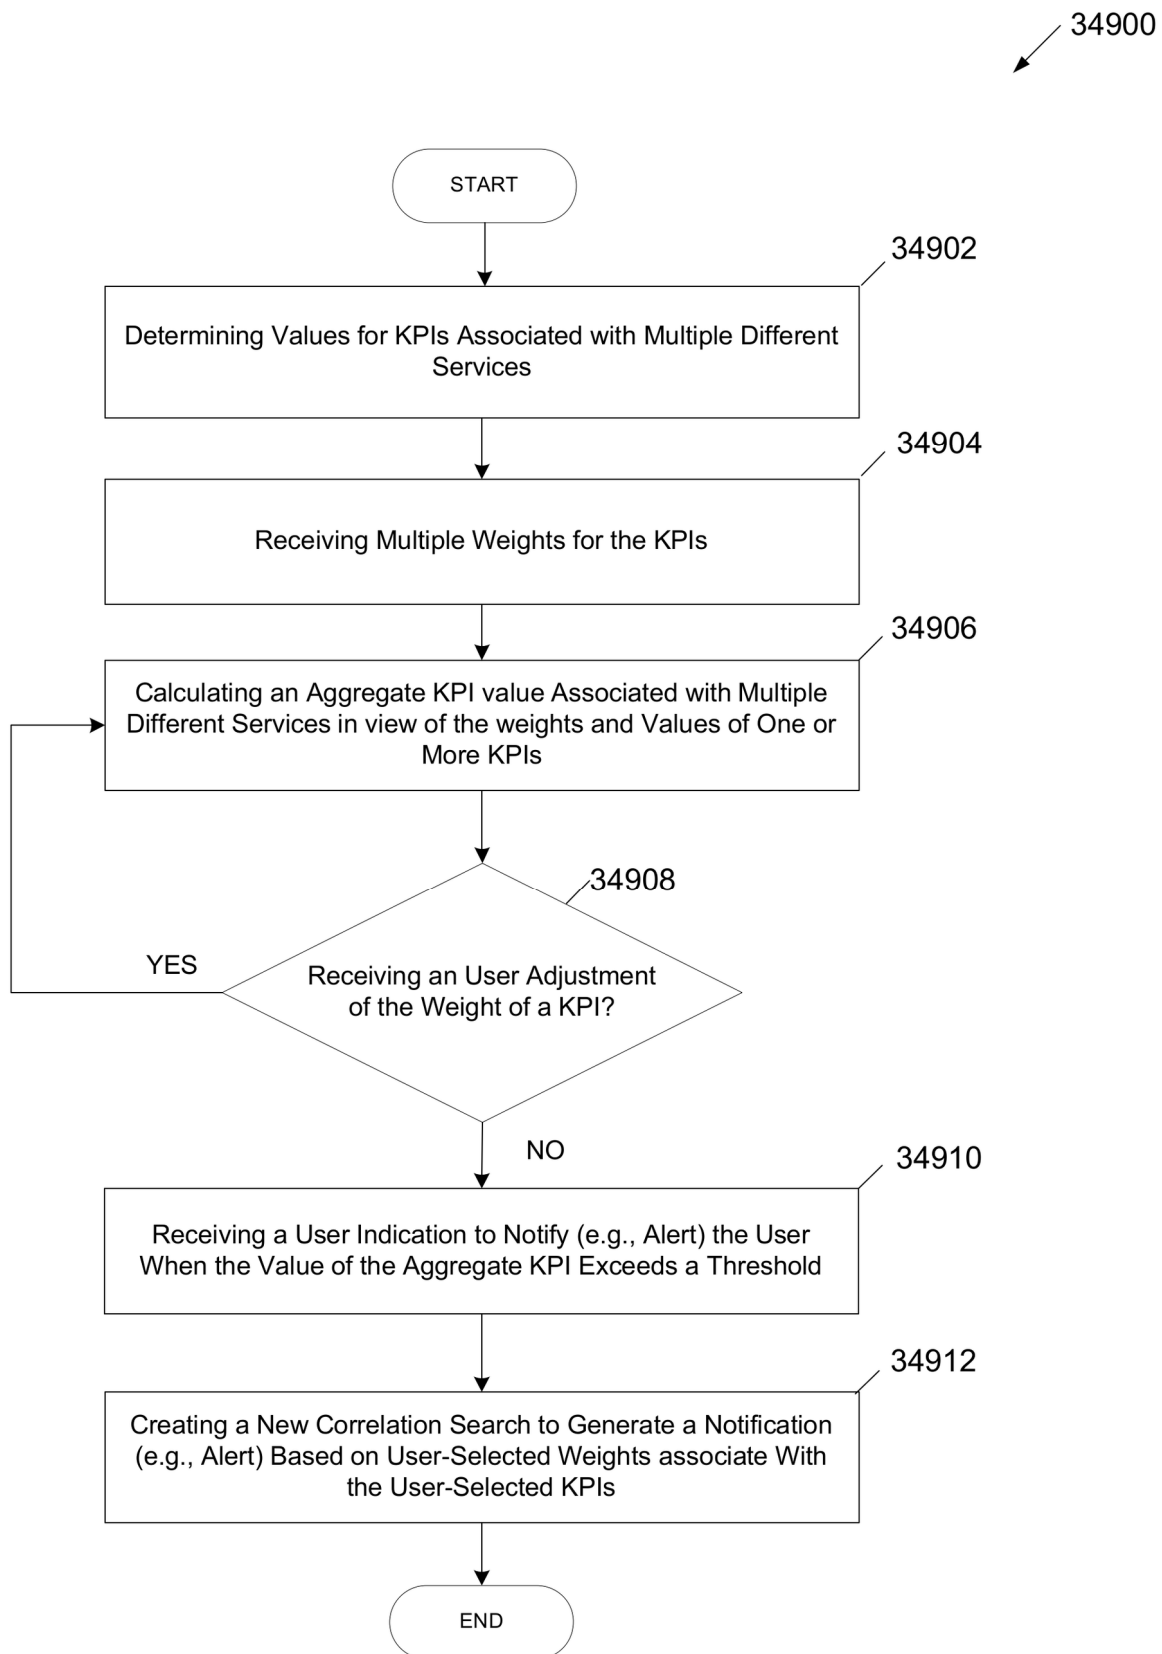 34900
START
34902
Determining Values for KPIs Associated with Multiple Different
Services
34904
Receiving Multiple Weights for the KPIs
34906
Calculating an Aggregate KPI value Associated with Multiple
Different Services in view of the weights and Values of One or
More KPIs
34908
YES
Receiving an User Adjustment
of the Weight of a KPI?
NO
34910
Receiving a User Indication to Notify (e.g., Alert) the User
When the Value of the Aggregate KPI Exceeds a Threshold
34912
Creating a New Correlation Search to Generate a Notification
(e.g., Alert) Based on User-Selected Weights associate With
the User-Selected KPIs
END